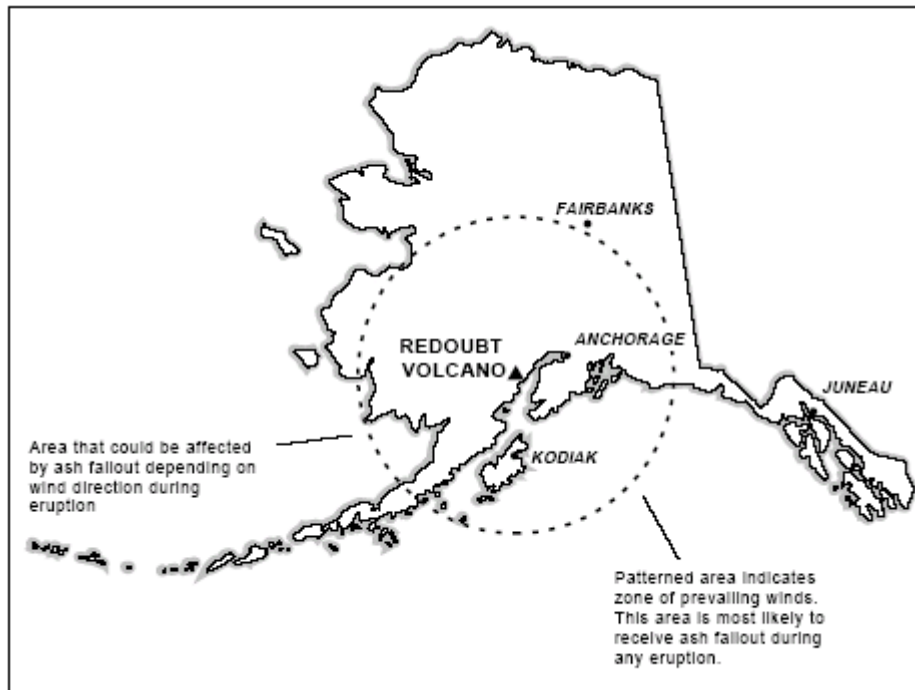 FAIRBANKS
ANCHORAGE
REDOUBT
VOLCANO
JUNEAU
KODIAK
Area that could be affected
by ash fallout depending on
wind direction during
eruption
Patterned area indicates
zone of prevailing winds.
This area is most likely to
receive ash fallout during
any eruption.